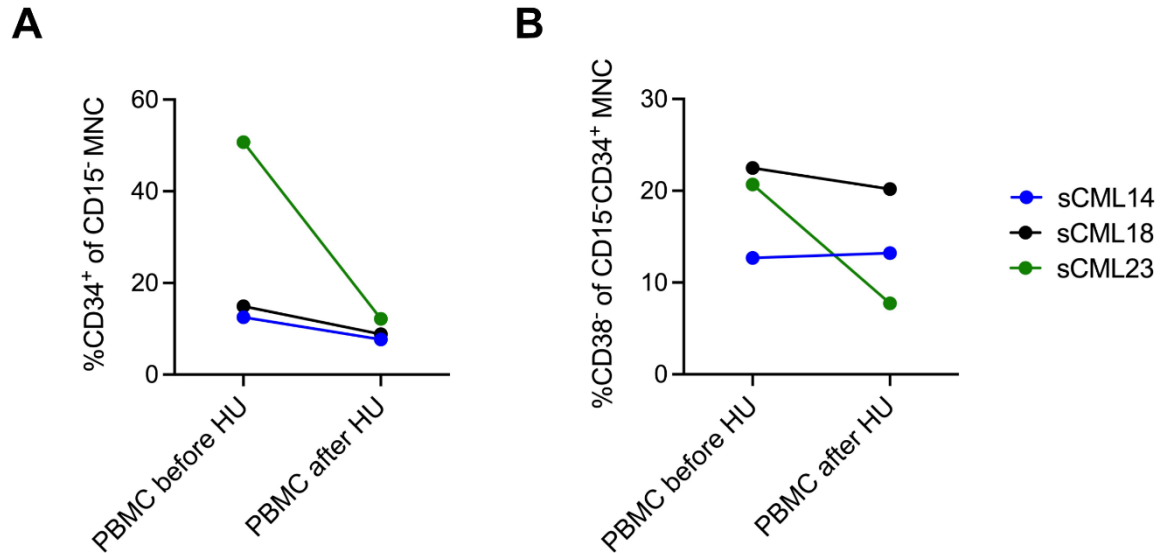 A
%CD34⁺ of CD15⁻ MNC
60
40
20
0
PBMC before HU
PBMC after HU
B
%CD38⁻ of CD15⁻CD34⁺ MNC
30
20
10
0
PBMC before HU
PBMC after HU
sCML14
sCML18
sCML23